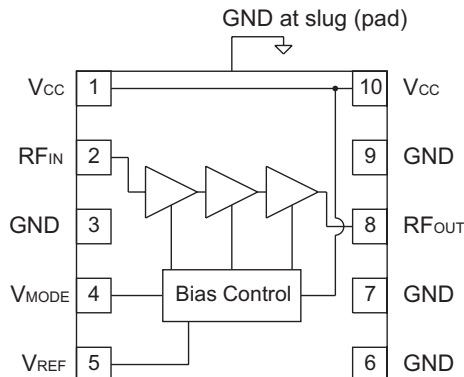 GND at slug (pad)
VCC 1 10 VCC
RFIN 2 9 GND
GND 3 8 RFOUT
VMODE 4 Bias Control 7 GND
VREF 5 6 GND